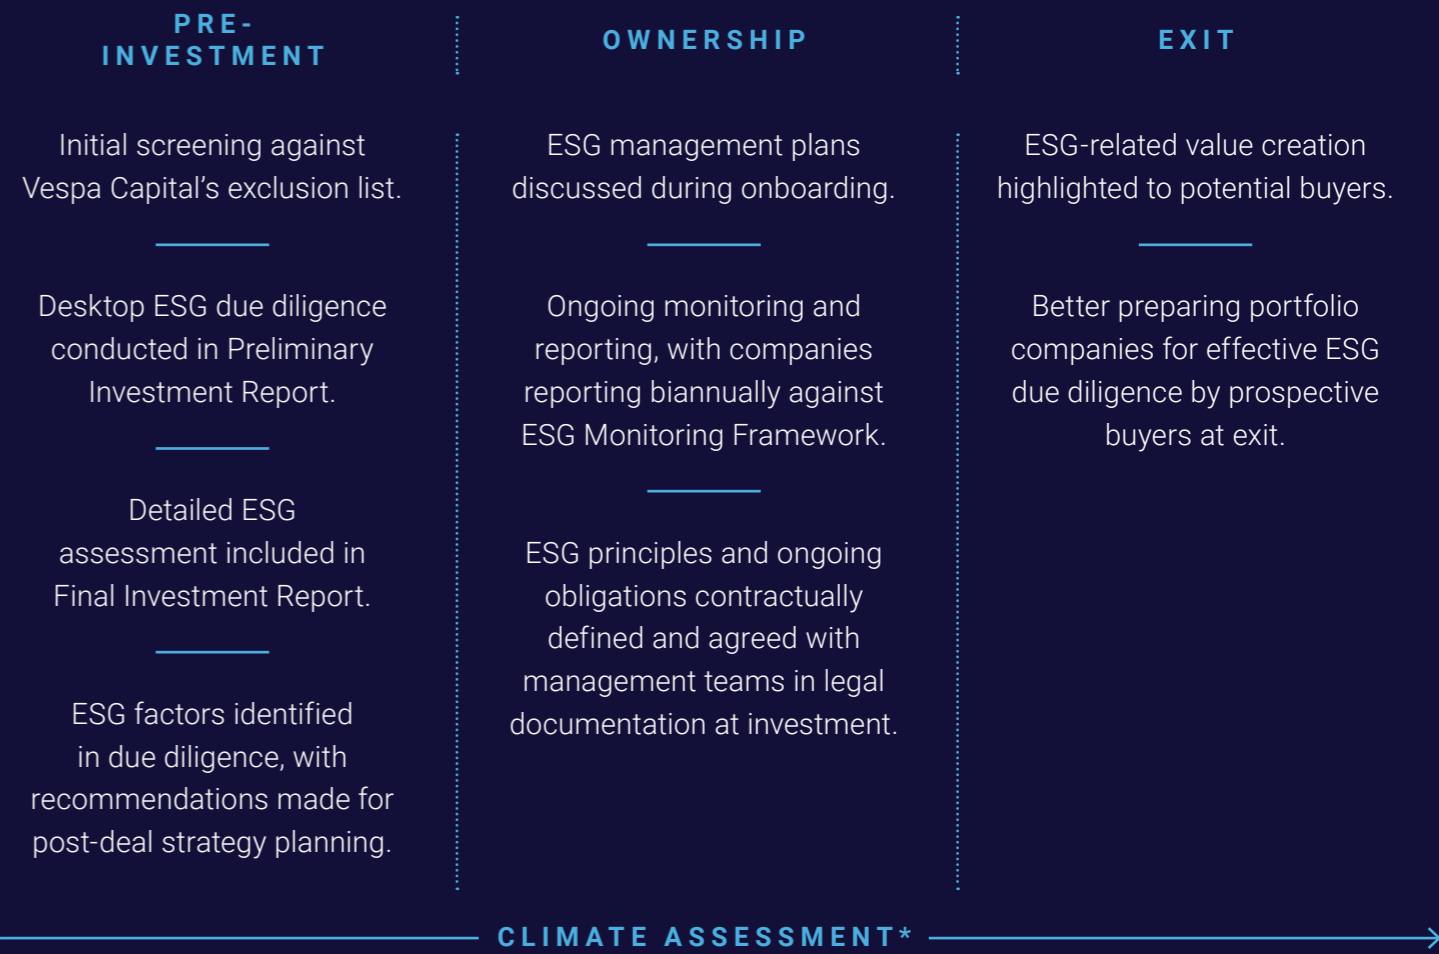 PRE-
INVESTMENT
Initial screening against
Vespa Capital’s exclusion list.
Desktop ESG due diligence
conducted in Preliminary
Investment Report.
Detailed ESG
assessment included in
Final Investment Report.
ESG factors identified
in due diligence, with
recommendations made for
post-deal strategy planning.
OWNERSHIP
ESG management plans
discussed during onboarding.
Ongoing monitoring and
reporting, with companies
reporting biannually against
ESG Monitoring Framework.
ESG principles and ongoing
obligations contractually
defined and agreed with
management teams in legal
documentation at investment.
EXIT
ESG-related value creation
highlighted to potential buyers.
Better preparing portfolio
companies for effective ESG
due diligence by prospective
buyers at exit.
CLIMATE ASSESSMENT*